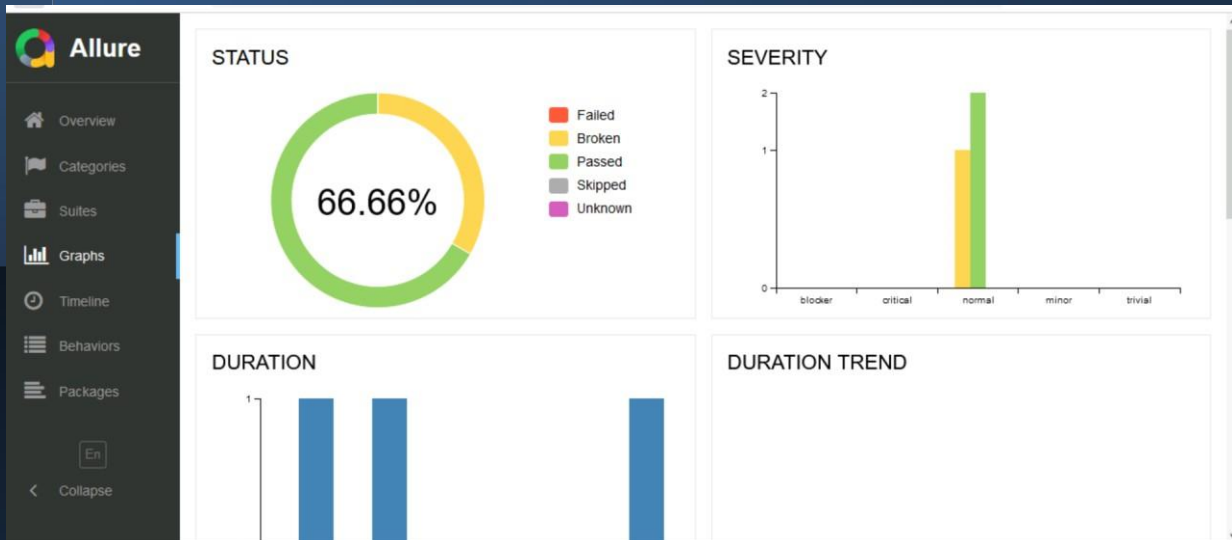 Allure
Overview
Categories
Suites
Graphs
Timeline
Behaviors
Packages
En
Collapse
STATUS
66.66%
Failed
Broken
Passed
Skipped
Unknown
SEVERITY
2
1
0
blocker critical normal minor trivial
DURATION
1
DURATION TREND